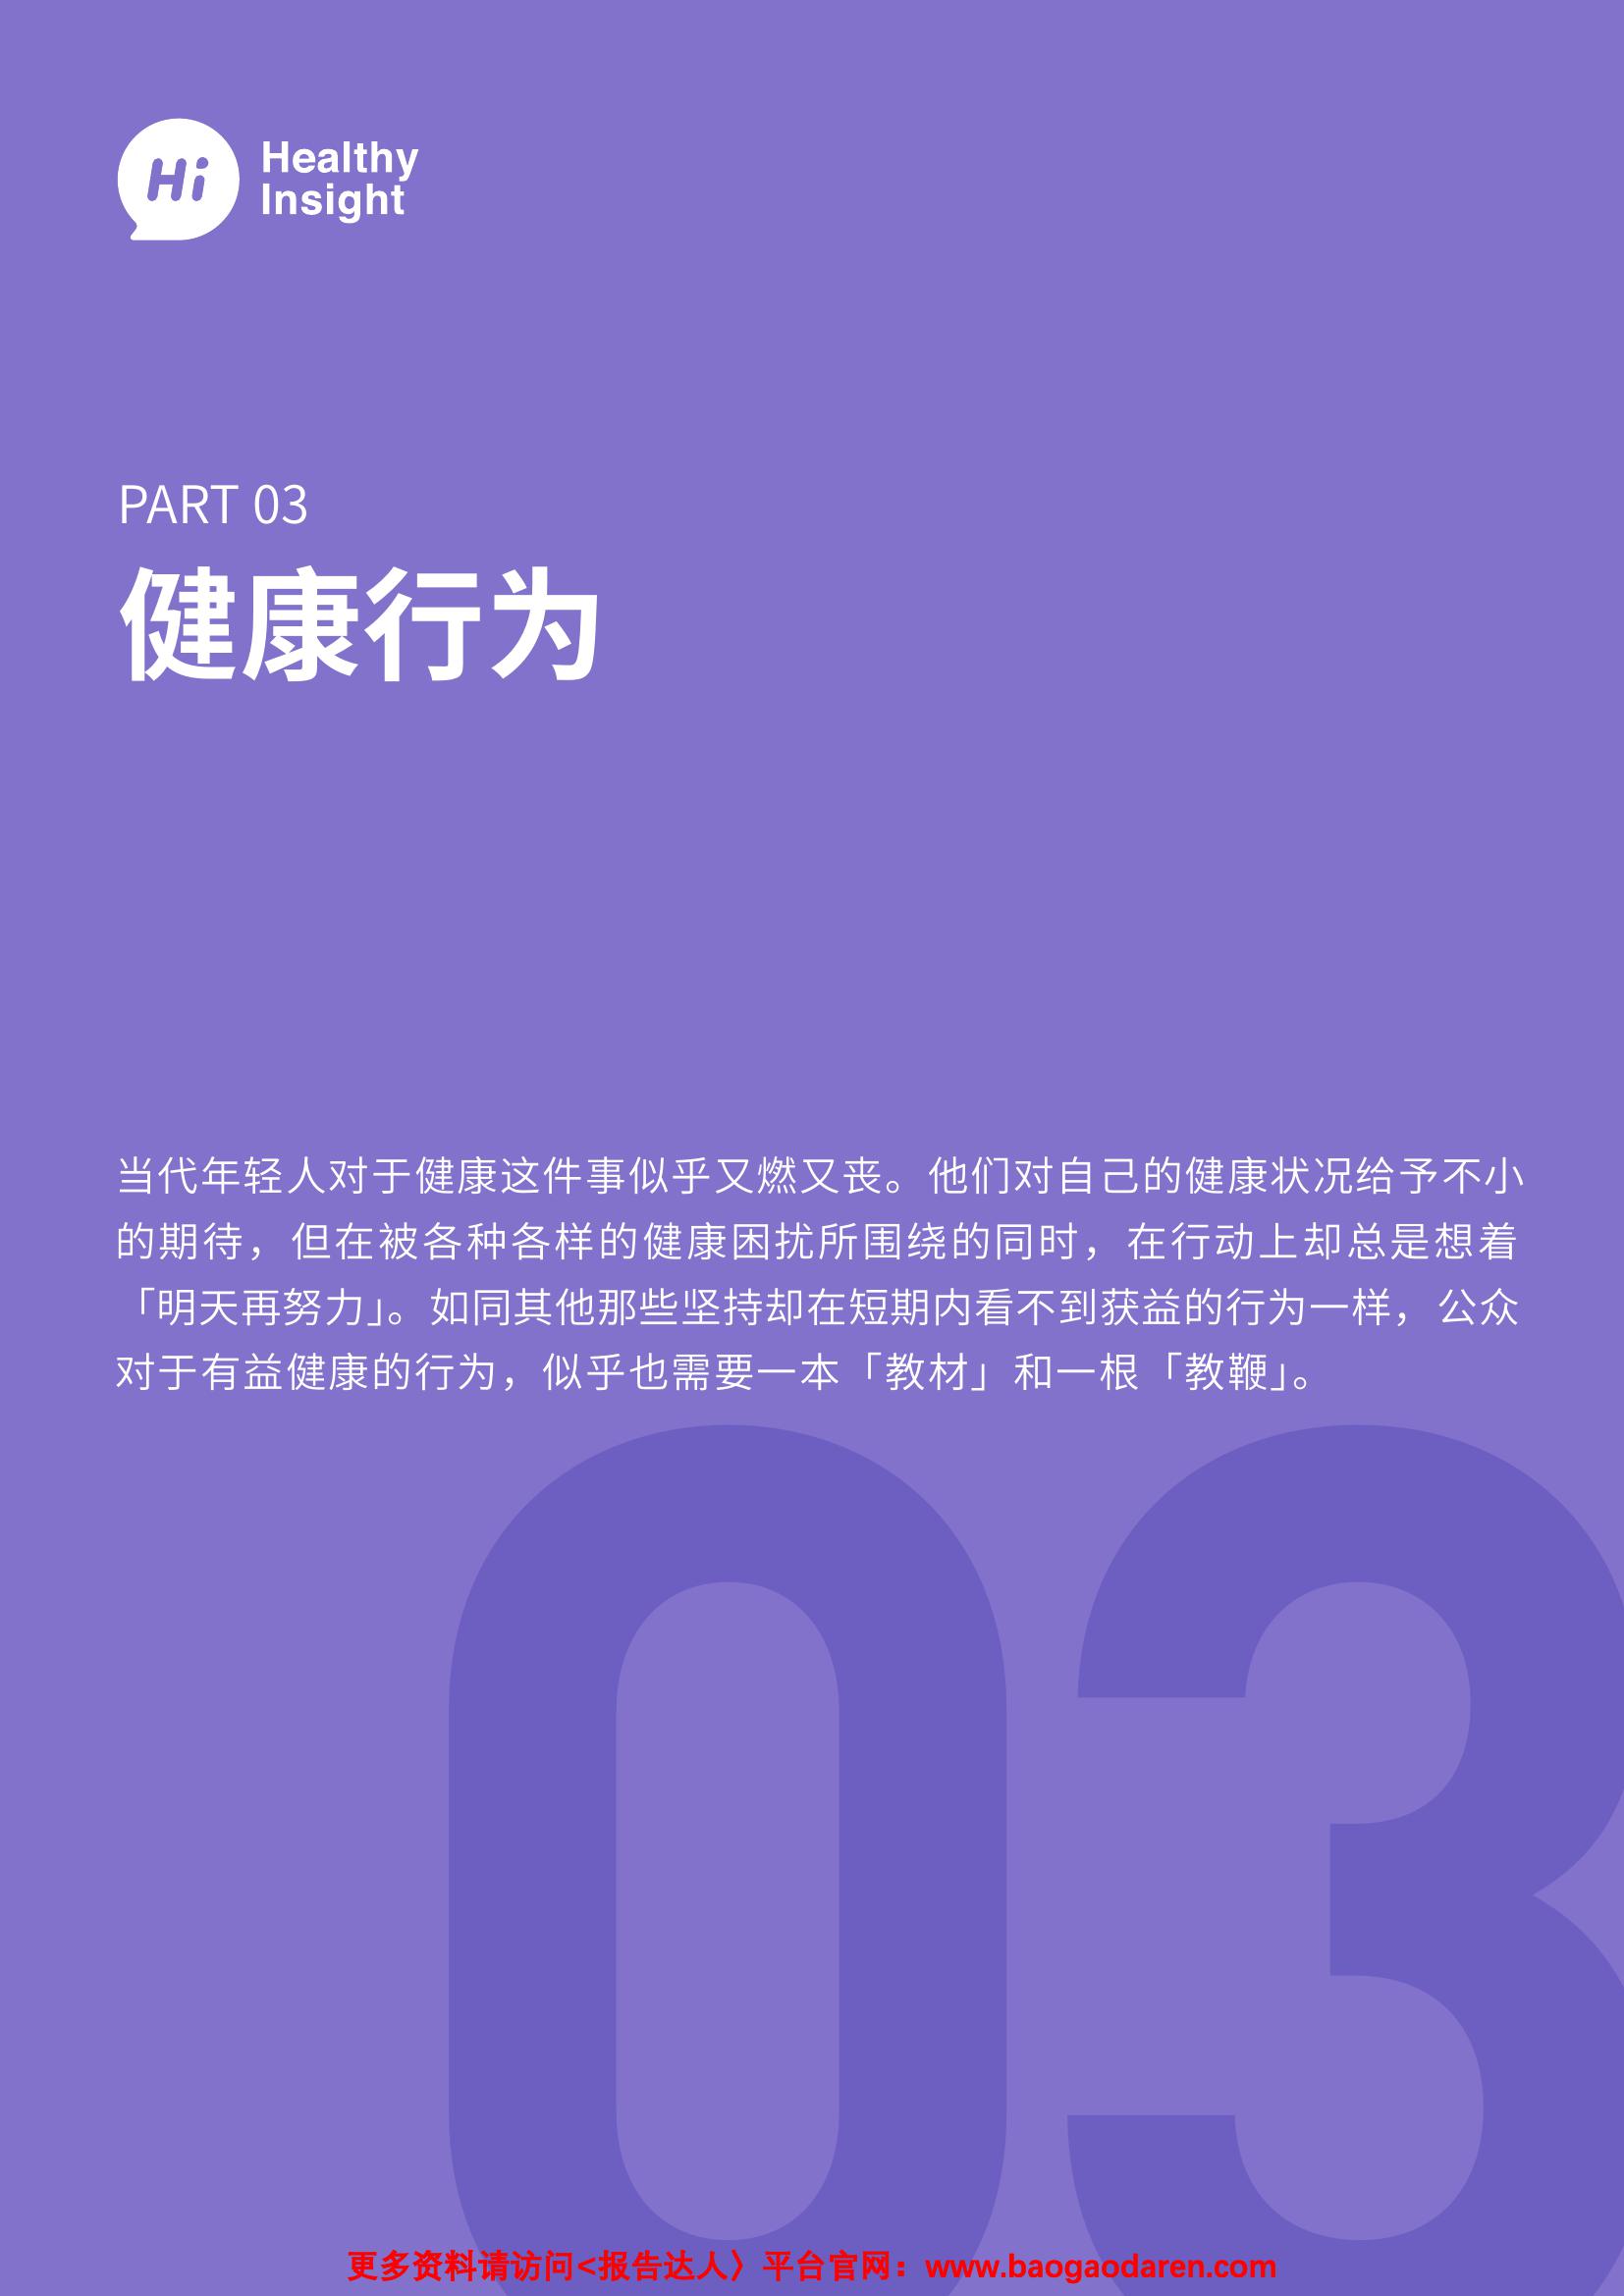 Hi
Healthy
Insight
PART 03
健康行为
当代年轻人对于健康这件事似乎又燃又丧。他们对自己的健康状况给予不小
的期待，但在被各种各样的健康困扰所围绕的同时，在行动上却总是想着
「明天再努力」。如同其他那些坚持却在短期内看不到获益的行为一样，公众
对于有益健康的行为，似乎也需要一本「教材」和一根「教鞭」。
03
更多资料请访问<报告达人〉平台官网：www.baogaodaren.com